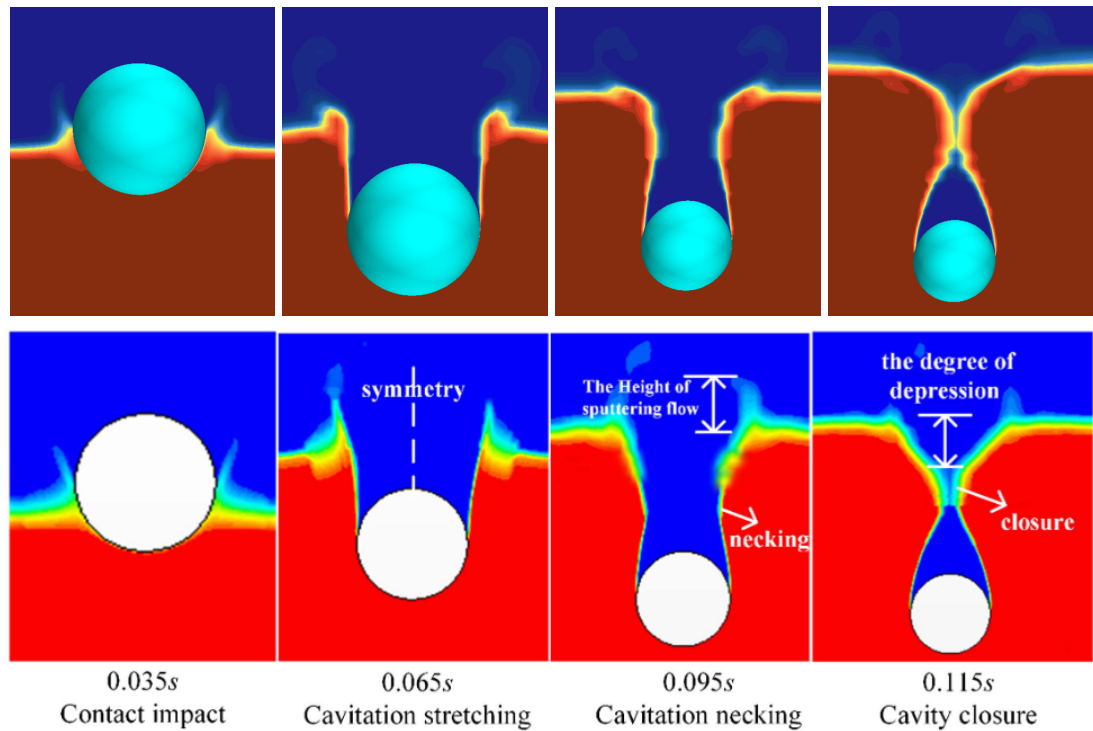 symmetry
The Height of
sputtering flow
necking
the degree of
depression
closure
0.035s
Contact impact
0.065s
Cavitation stretching
0.095s
Cavitation necking
0.115s
Cavity closure